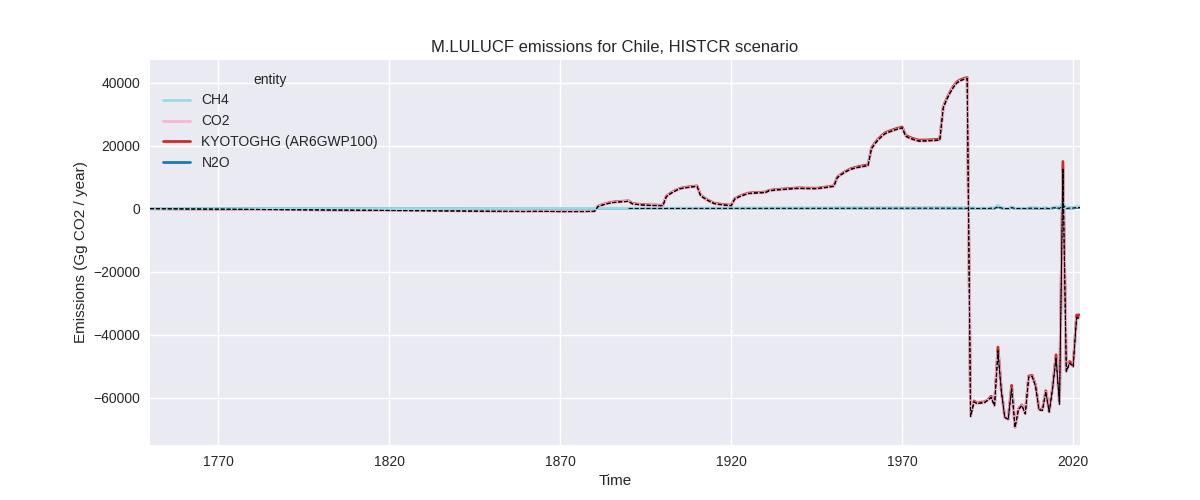 M.LULUCF emissions for Chile, HISTCR scenario
entity
CH4
CO2
KYOTOGHG (AR6GWP100)
N2O
40000
20000
0
−20000
−40000
−60000
Emissions (Gg CO2 / year)
1770
1820
1870
1920
1970
2020
Time